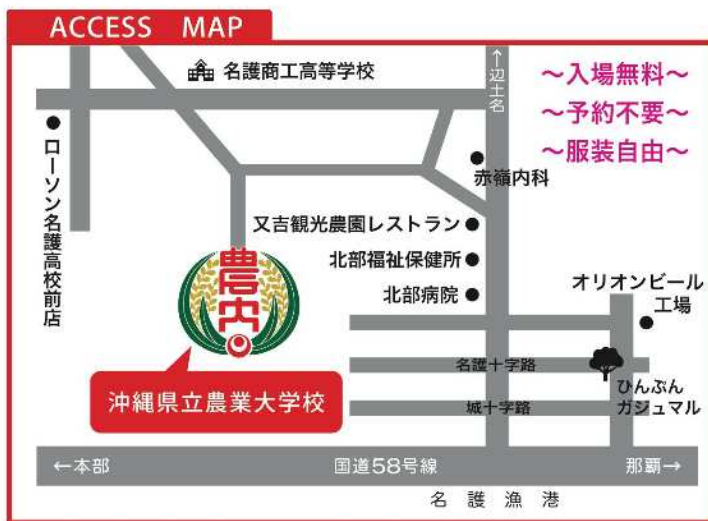 ACCESS MAP
名護商工高等学校
↑辺土名
～入場無料～
～予約不要～
～服装自由～
ローソン名護高校前店
赤嶺内科
又吉観光農園レストラン
北部福祉保健所
北部病院
オリオンビール
工場
農大
名護十字路
ひんぷん
ガジュマル
沖縄県立農業大学校
城十字路
←本部
国道58号線
那覇→
名護漁港